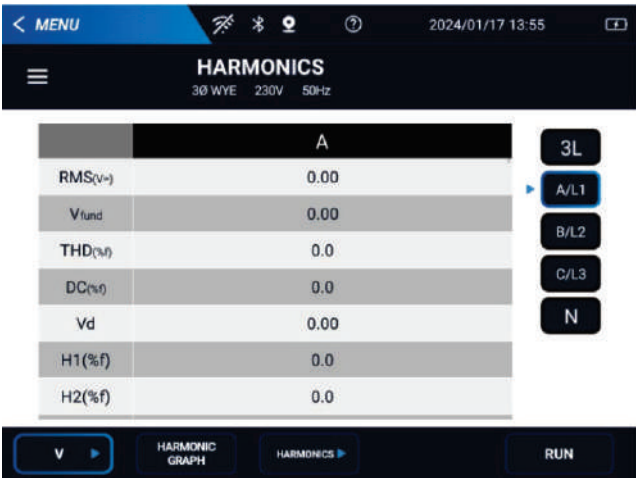 < MENU 2024/01/17 13:55
HARMONICS
3Ø WYE 230V 50Hz
A
RMS(V~) 0.00
Vfund 0.00
THD(%f) 0.0
DC(%f) 0.0
Vd 0.00
H1(%f) 0.0
H2(%f) 0.0
3L
A/L1
B/L2
C/L3
N
V
HARMONIC
GRAPH
HARMONICS
RUN